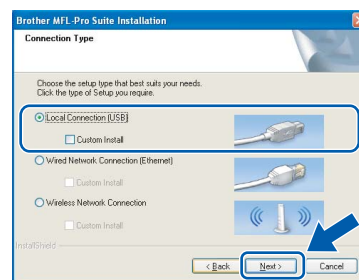 Brother MFL-Pro Suite Installation
Connection Type
Choose the setup type that best suits your needs.
Click the type of Setup you require.
Local Connection (USB)
Custom Install
Wired Network Connection (Ethernet)
Custom Install
Wireless Network Connection
Custom Install
InstallShield
< Back Next > Cancel